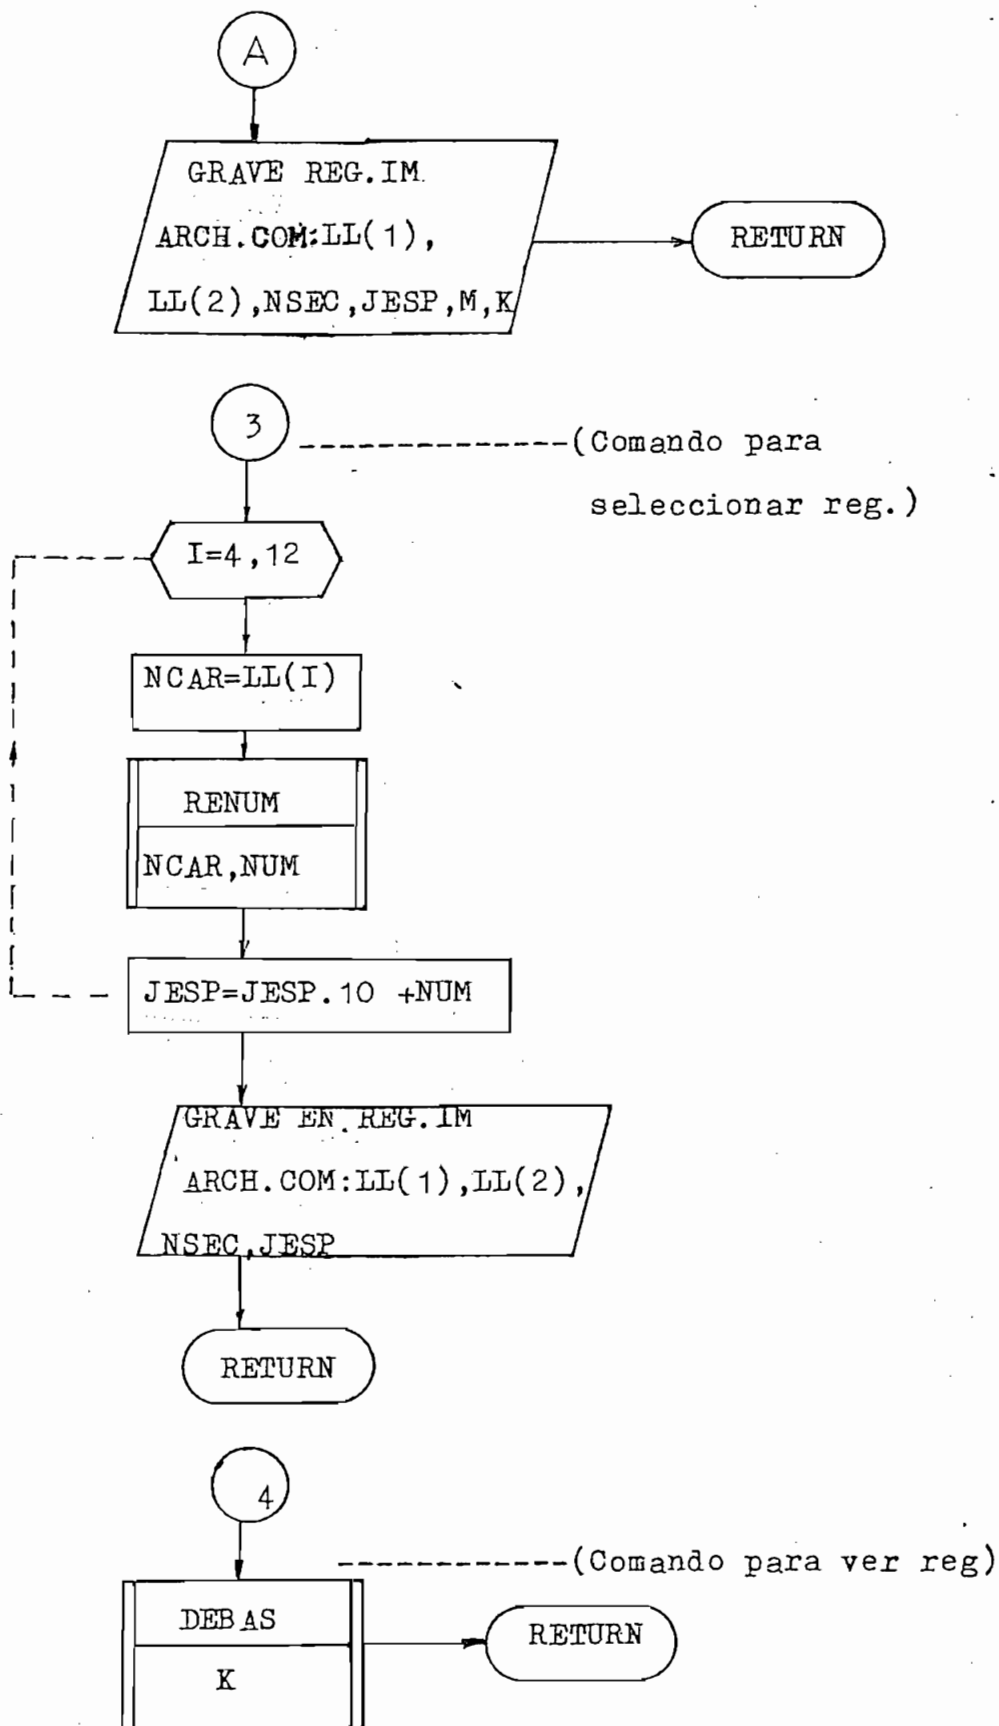 A
GRAVE REG.IM.
ARCH.COM:LL(1),
LL(2),NSEC,JESP,M,K
RETURN
3
(Comando para
seleccionar reg.)
I=4,12
NCAR=LL(I)
RENUM
NCAR,NUM
JESP=JESP.10 +NUM
GRAVE EN REG.IM
ARCH.COM:LL(1),LL(2),
NSEC,JESP
RETURN
4
(Comando para ver reg)
DEBAS
K
RETURN